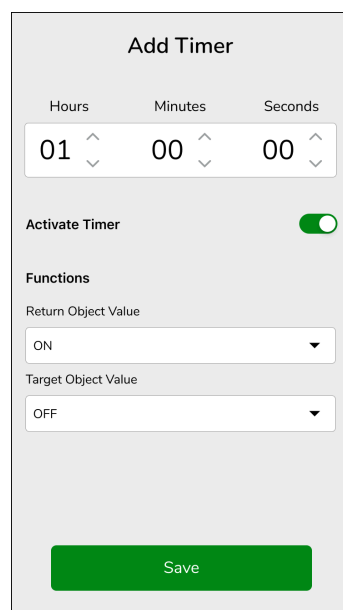 Add Timer
Hours Minutes Seconds
01 00 00
Activate Timer
Functions
Return Object Value
ON
Target Object Value
OFF
Save